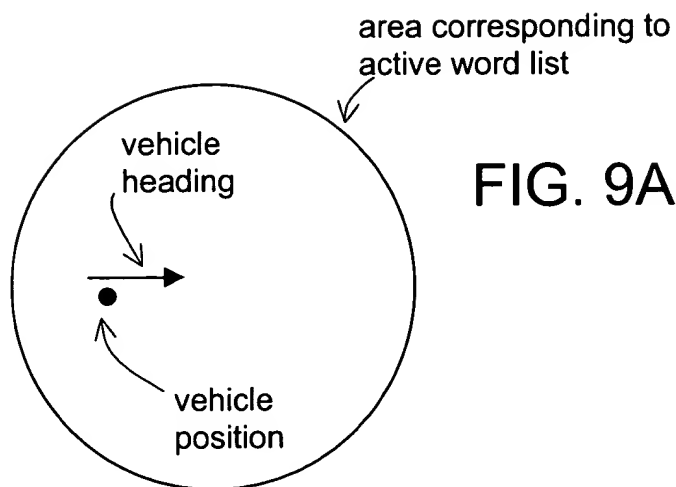 area corresponding to
active word list
vehicle
heading
FIG. 9A
vehicle
position